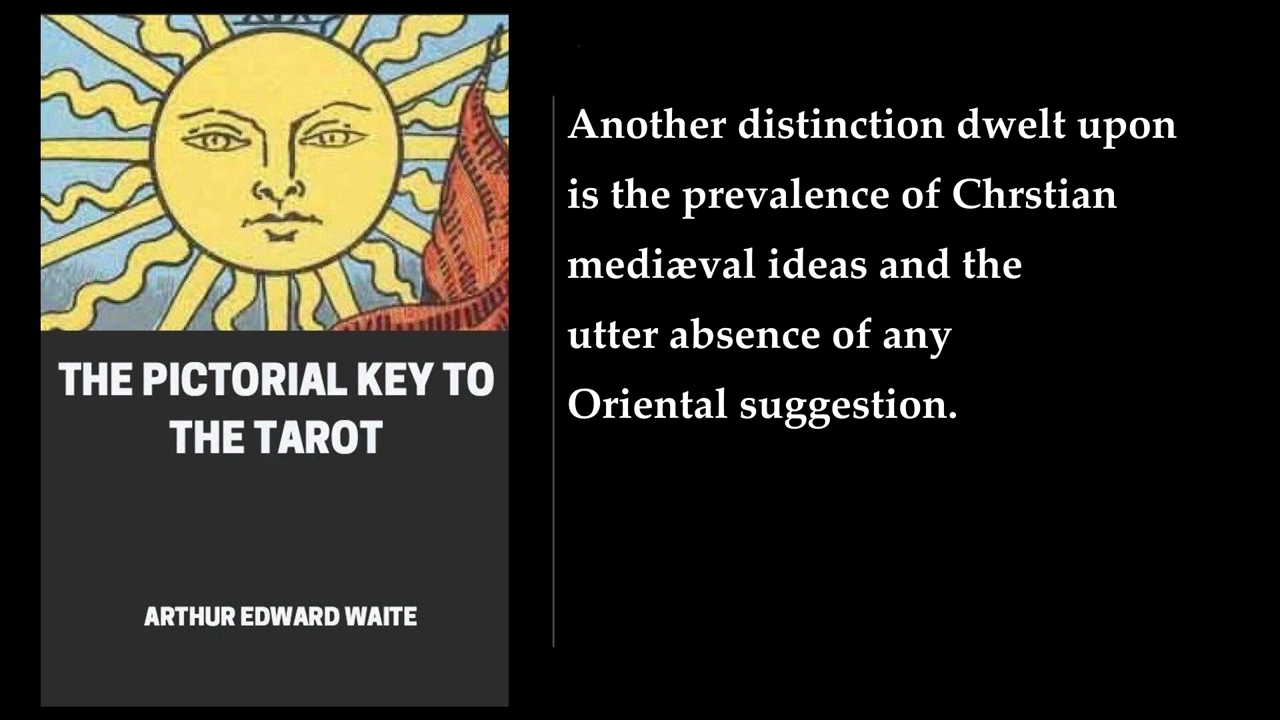 XIX
THE PICTORIAL KEY TO
THE TAROT
ARTHUR EDWARD WAITE
Another distinction dwelt upon
is the prevalence of Chrstian
mediæval ideas and the
utter absence of any
Oriental suggestion.